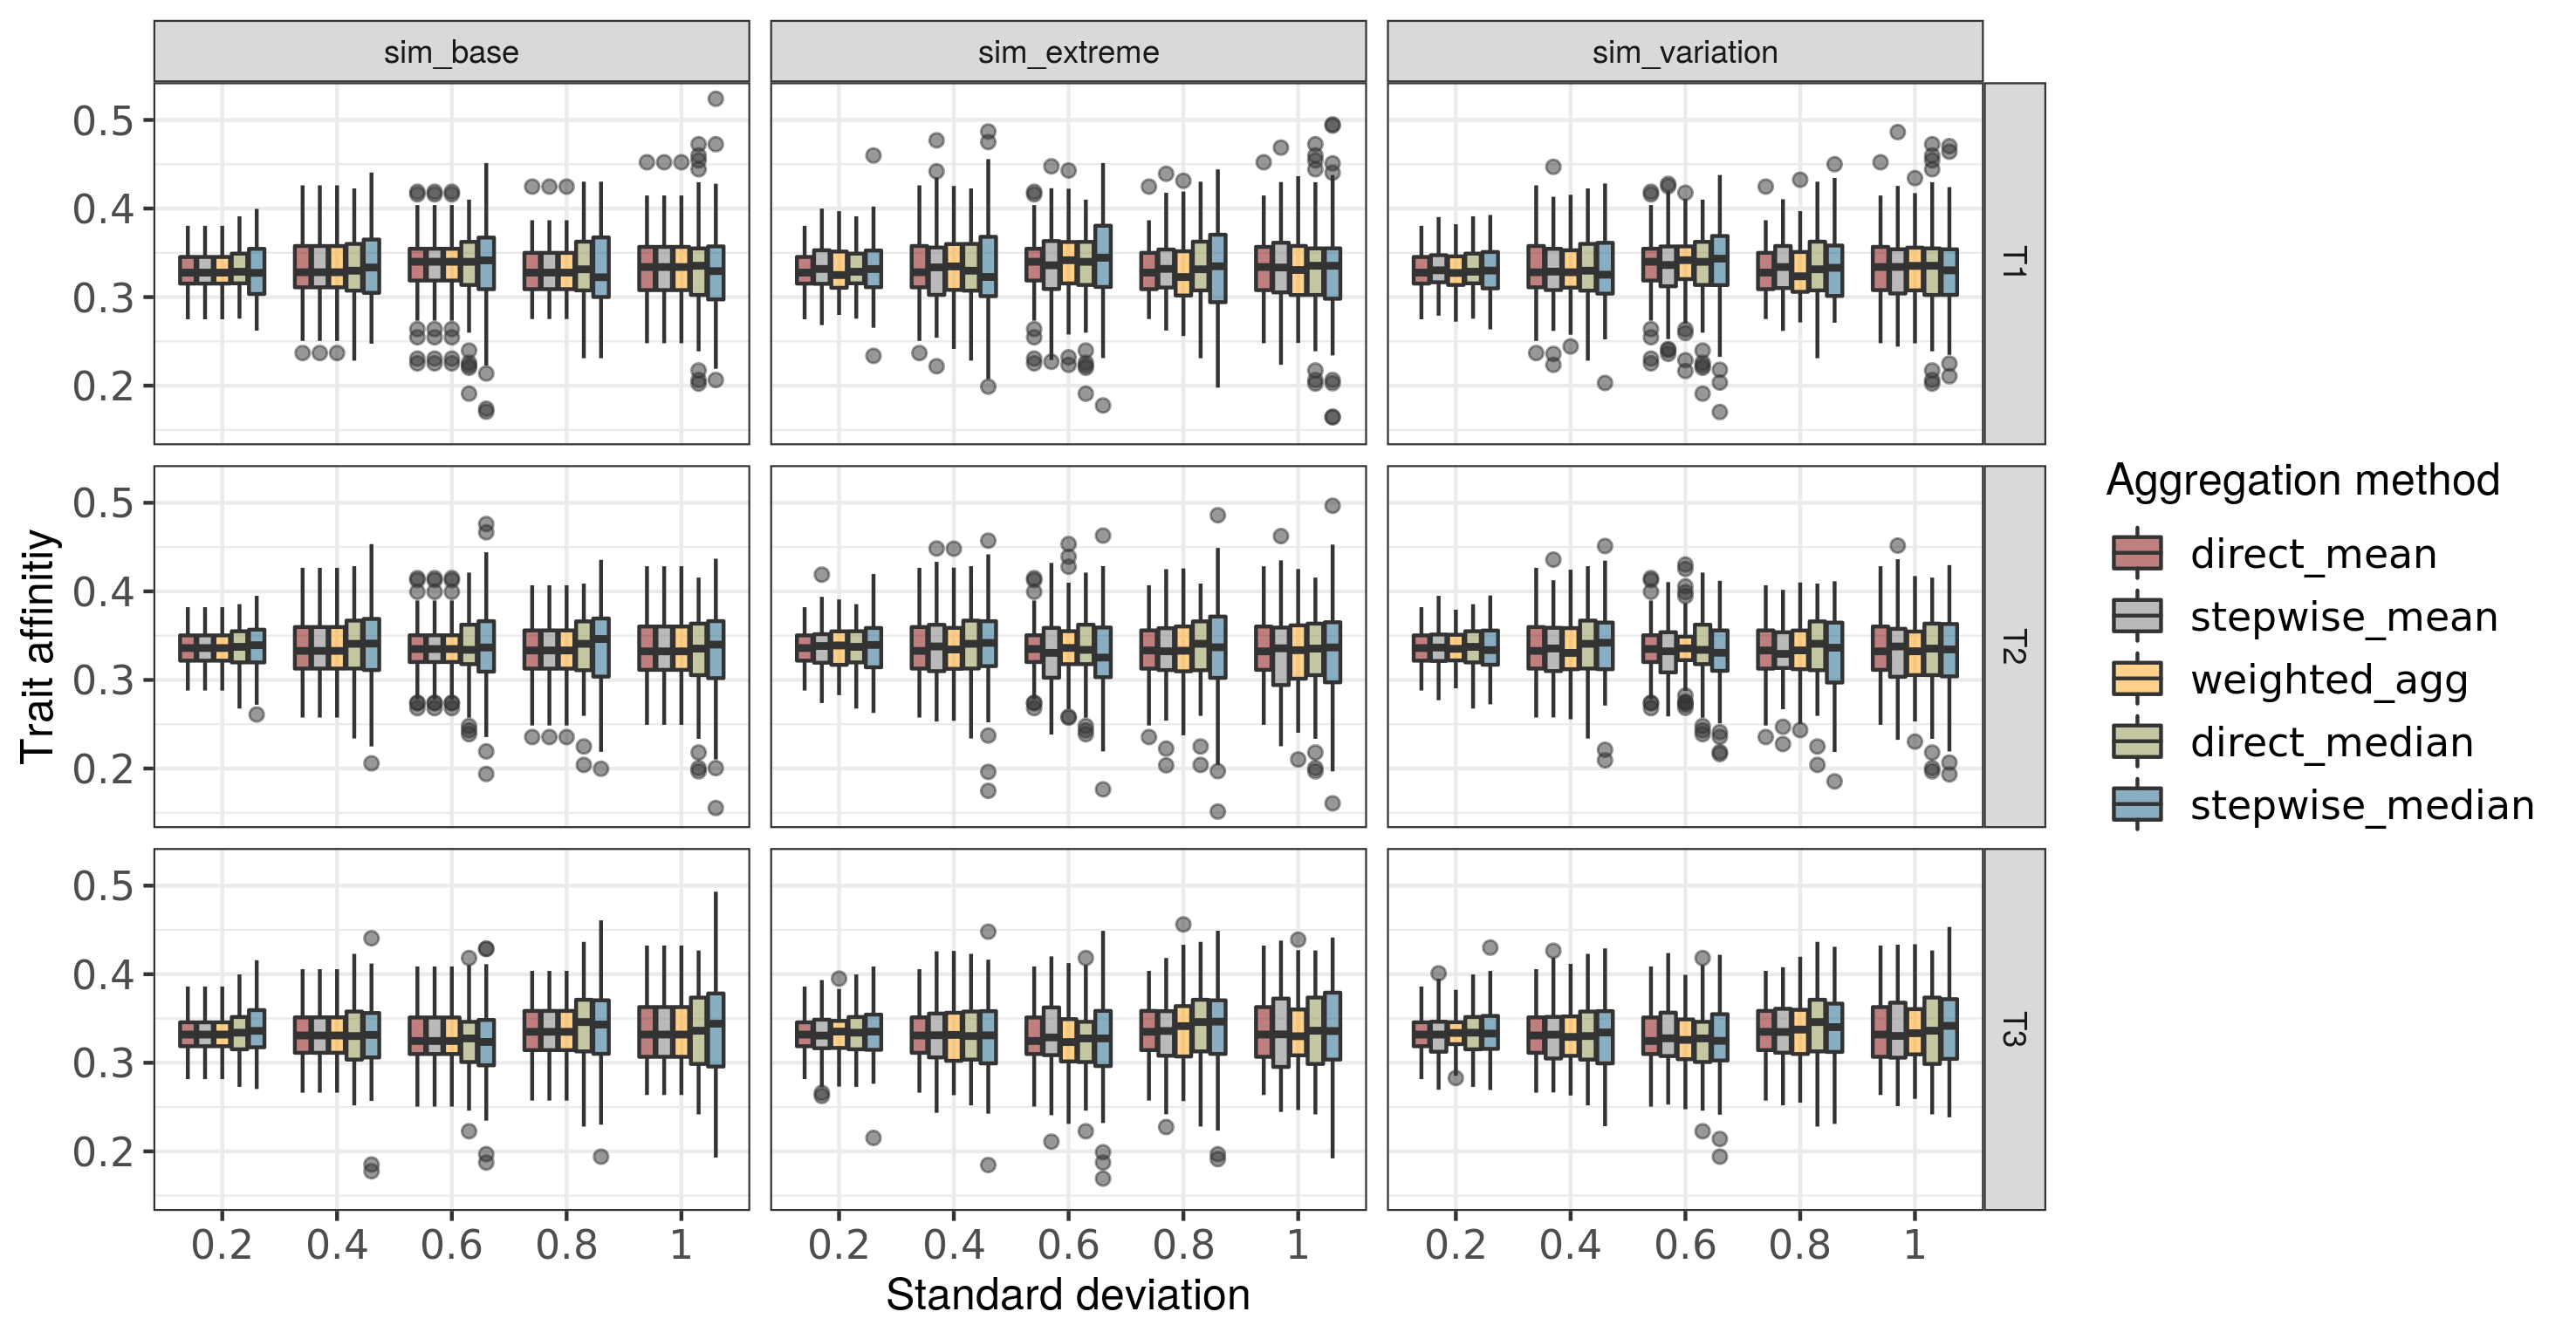 sim_base
sim_extreme
sim_variation
0.5
0.4
0.3
0.2
T1
0.5
0.4
0.3
0.2
T2
Trait affinitiy
0.5
0.4
0.3
0.2
T3
0.2 0.4 0.6 0.8 1
0.2 0.4 0.6 0.8 1
0.2 0.4 0.6 0.8 1
Standard deviation
Aggregation method
direct_mean
stepwise_mean
weighted_agg
direct_median
stepwise_median